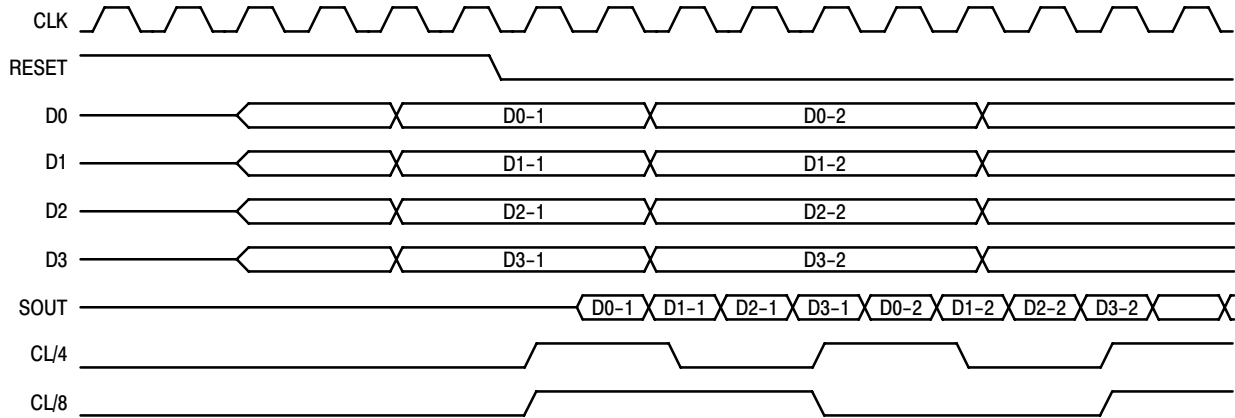 CLK
RESET
D0 D0–1 D0–2
D1 D1–1 D1–2
D2 D2–1 D2–2
D3 D3–1 D3–2
SOUT D0–1 D1–1 D2–1 D3–1 D0–2 D1–2 D2–2 D3–2
CL/4
CL/8